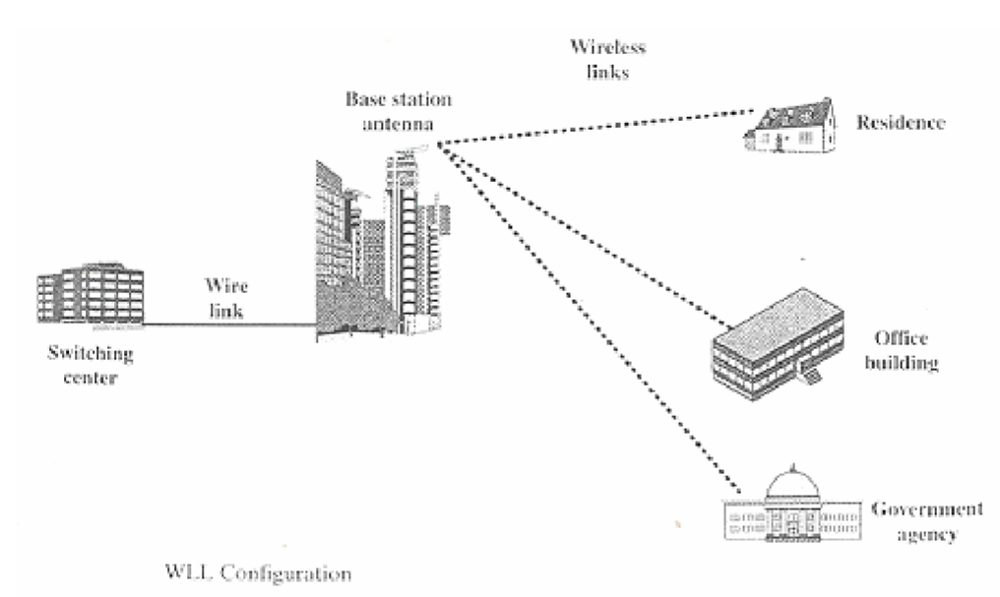 Wireless
links
Base station
antenna
Residence
Wire
link
Switching
center
Office
building
Government
agency
WLL Configuration